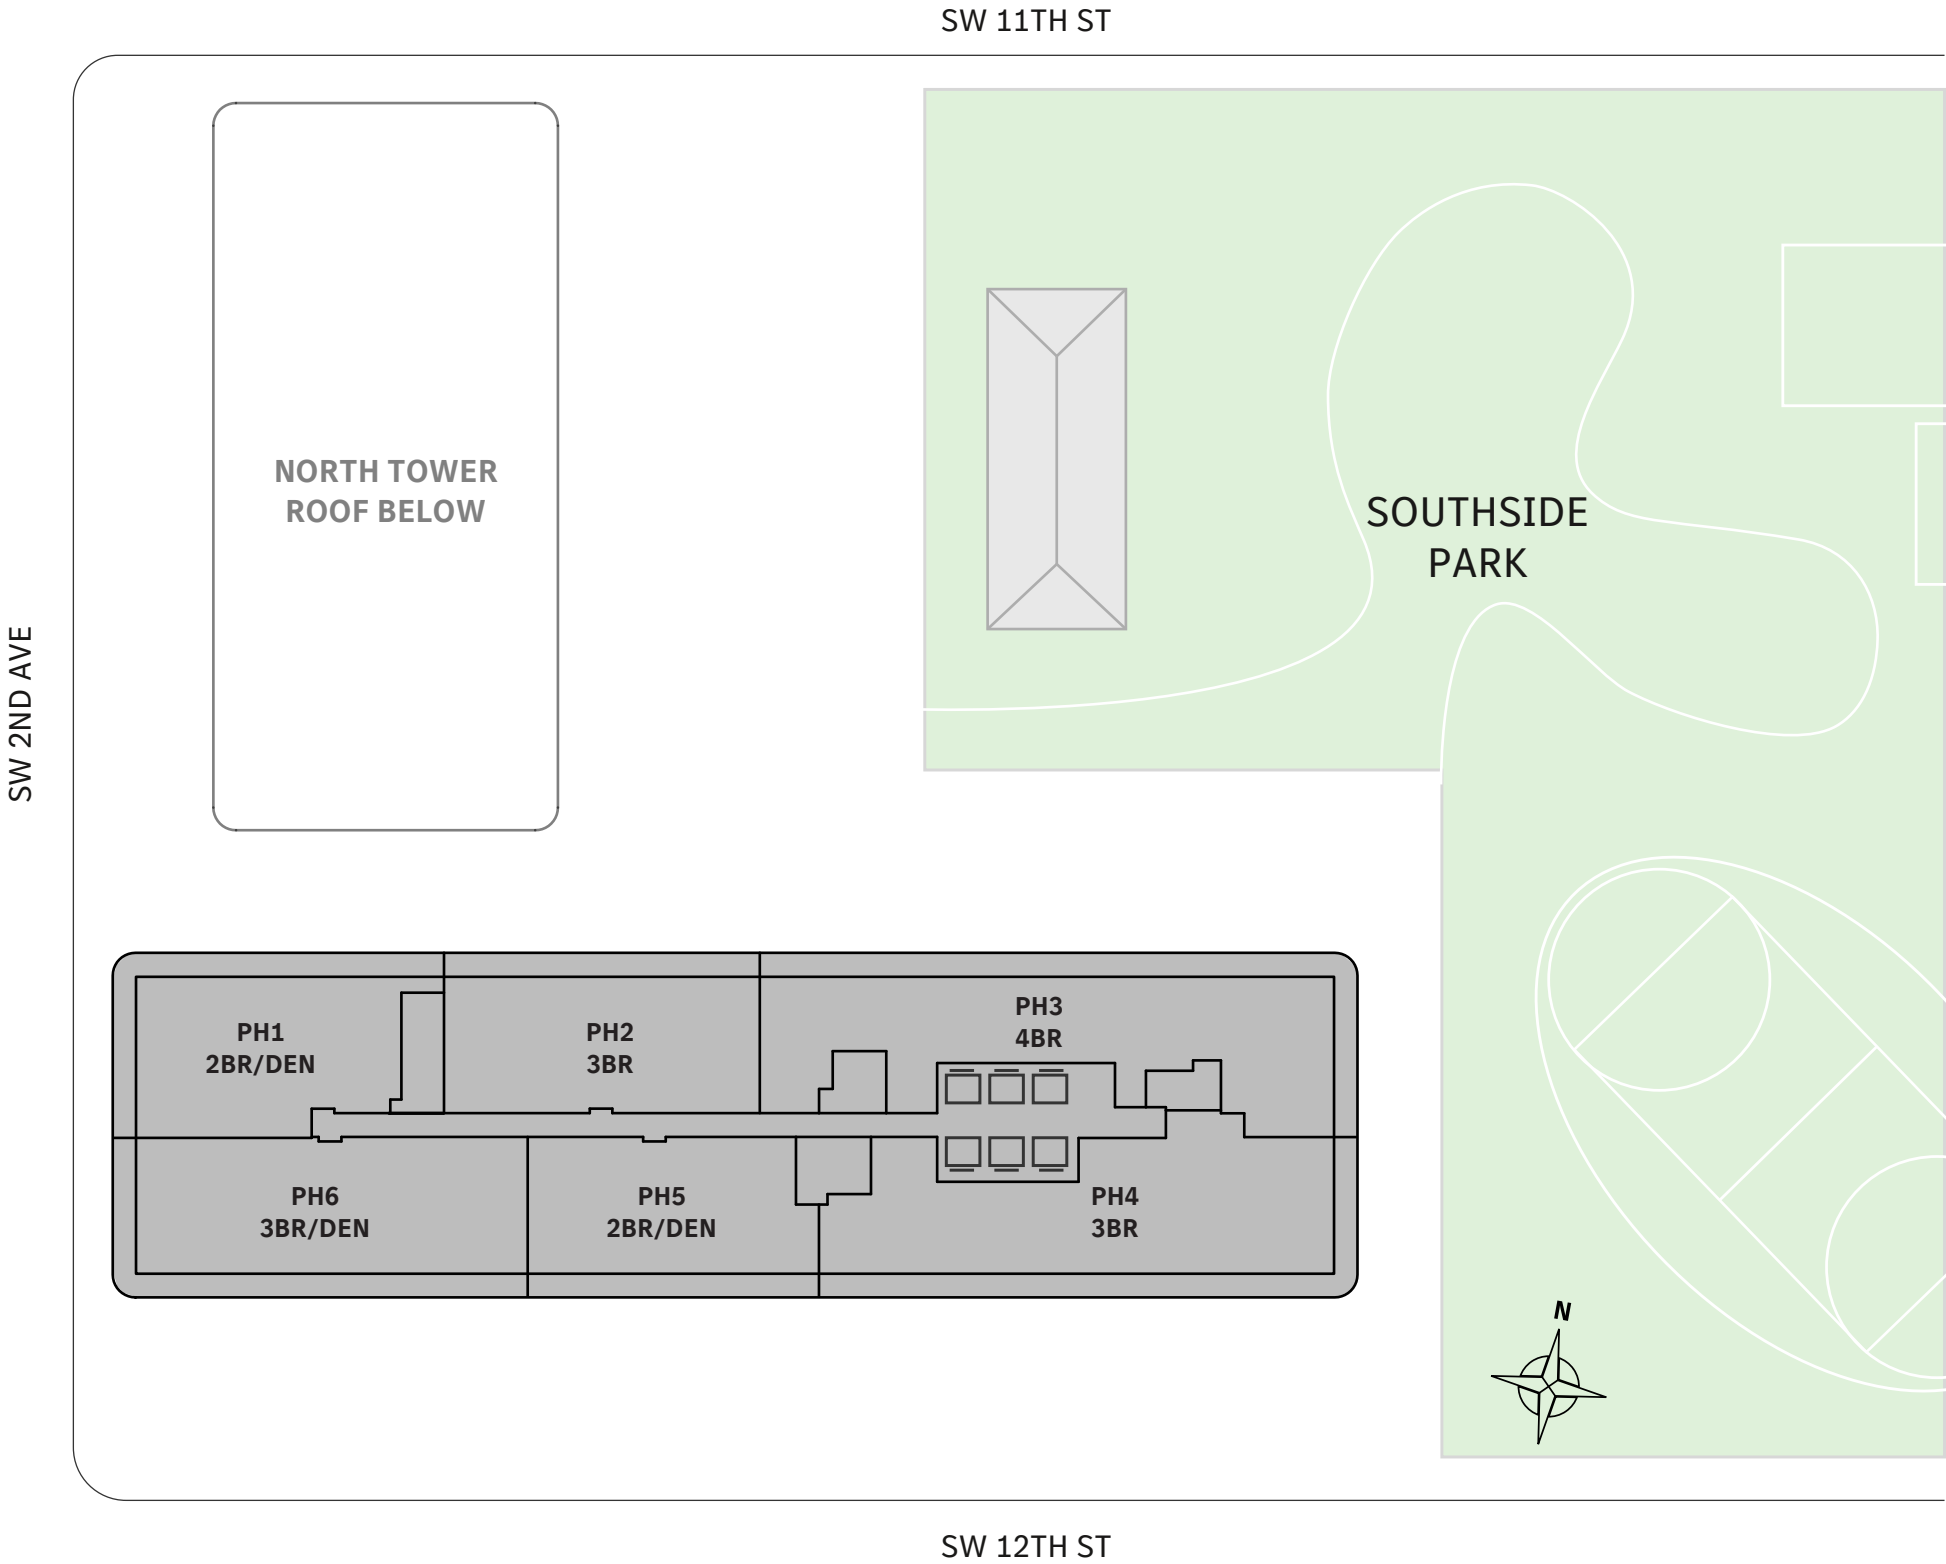 SW 11TH ST
NORTH TOWER
ROOF BELOW
SOUTHSIDE
PARK
SW 2ND AVE
PH1
2BR/DEN
PH2
3BR
PH3
4BR
PH6
3BR/DEN
PH5
2BR/DEN
PH4
3BR
N
SW 12TH ST